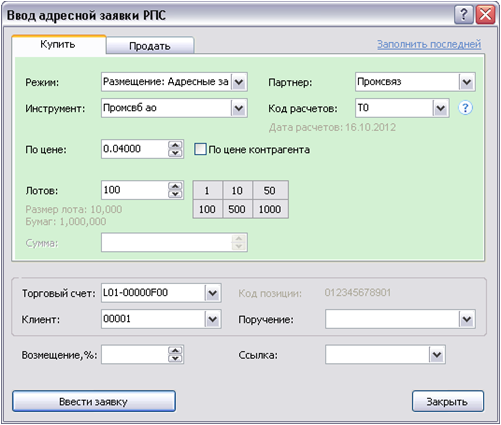 Ввод адресной заявки РПС
Купить Продать Заполнить последней
Режим: Размещение: Адресные за Партнер: Промсвяз
Инструмент: Промсвб ао Код расчетов: T0
Дата расчетов: 16.10.2012
По цене: 0.04000 По цене контрагента
Лотов: 100 1 10 50
Размер лота: 10,000 100 500 1000
Бумаг: 1,000,000
Сумма:
Торговый счет: L01-00000F00 Код позиции: 012345678901
Клиент: 00001 Поручение:
Возмещение,%: Ссылка:
Ввести заявку Закрыть